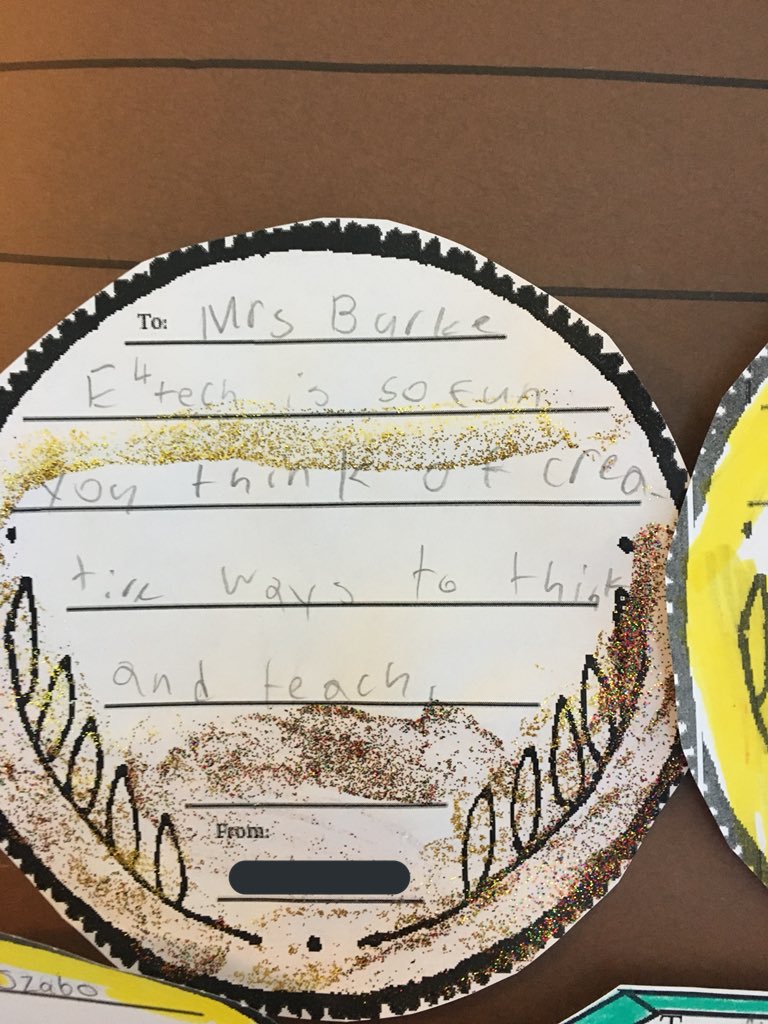 To: Mrs Burke
E⁴tech is so fun
you think of crea-
tive ways to think
and teach.
From:
Szabo